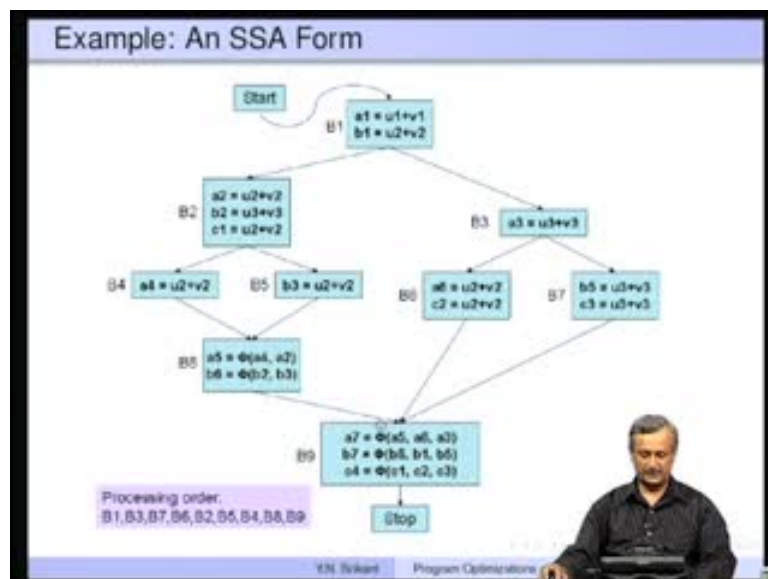 Example: An SSA Form
Start
B1
a1 = u1+v1
b1 = u2+v2
B2
a2 = u2+v2
b2 = u3+v3
c1 = u2+v2
B3
a3 = u3+v3
B4
a4 = u2+v2
B5
b3 = u2+v2
B6
a6 = u2+v2
c2 = u2+v2
B7
b5 = u3+v3
c3 = u3+v3
B8
a5 = Φ(a4, a2)
b6 = Φ(b2, b3)
B9
a7 = Φ(a5, a6, a3)
b7 = Φ(b6, b1, b5)
c4 = Φ(c1, c2, c3)
Processing order:
B1,B3,B7,B6,B2,B5,B4,B8,B9
Stop
Y.N. Srikant
Program Optimizations